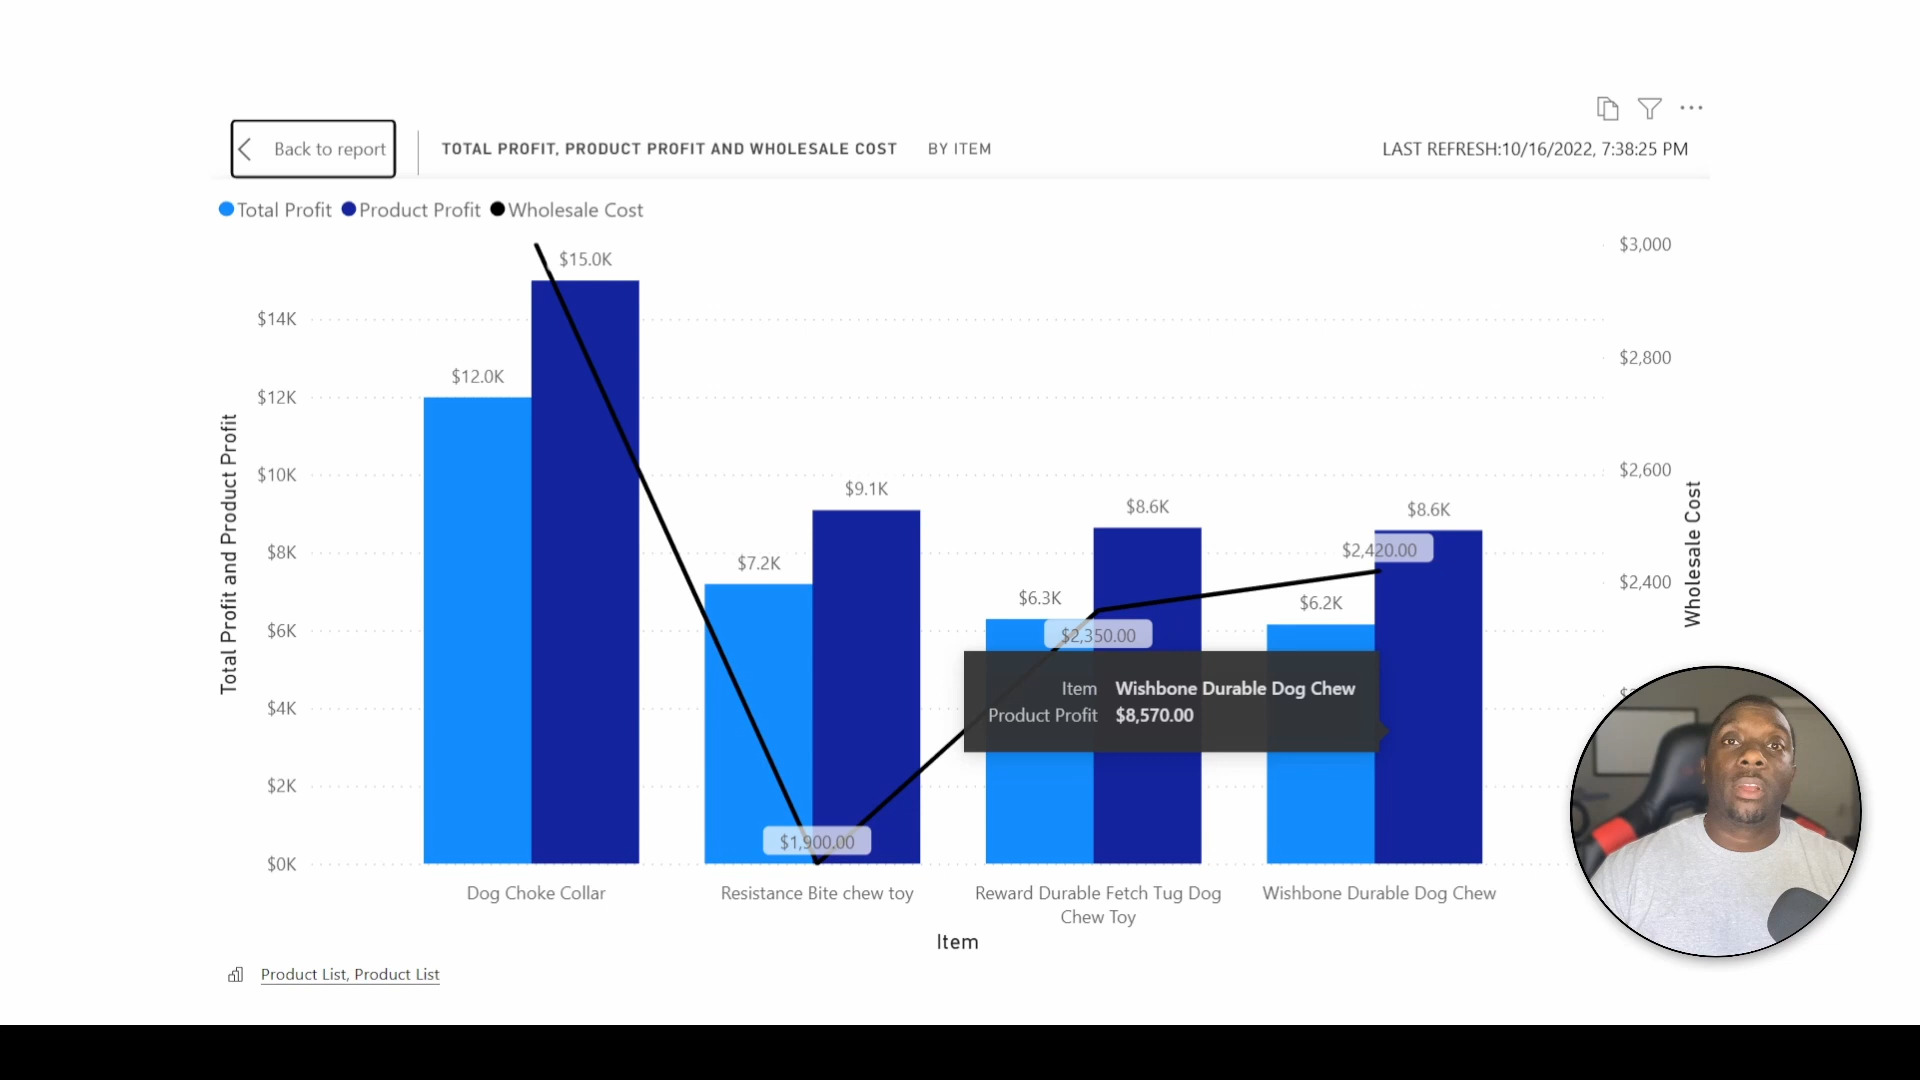 Back to report
TOTAL PROFIT, PRODUCT PROFIT AND WHOLESALE COST BY ITEM
LAST REFRESH:10/16/2022, 7:38:25 PM
Total Profit Product Profit Wholesale Cost
Total Profit and Product Profit
$14K
$12K
$10K
$8K
$6K
$4K
$2K
$0K
$12.0K
$15.0K
$7.2K
$9.1K
$1,900.00
$6.3K
$8.6K
$2,350.00
$6.2K
$8.6K
$2,420.00
Item Wishbone Durable Dog Chew
Product Profit $8,570.00
$3,000
$2,800
$2,600
$2,400
Wholesale Cost
Dog Choke Collar
Resistance Bite chew toy
Reward Durable Fetch Tug Dog
Chew Toy
Wishbone Durable Dog Chew
Item
Product List, Product List